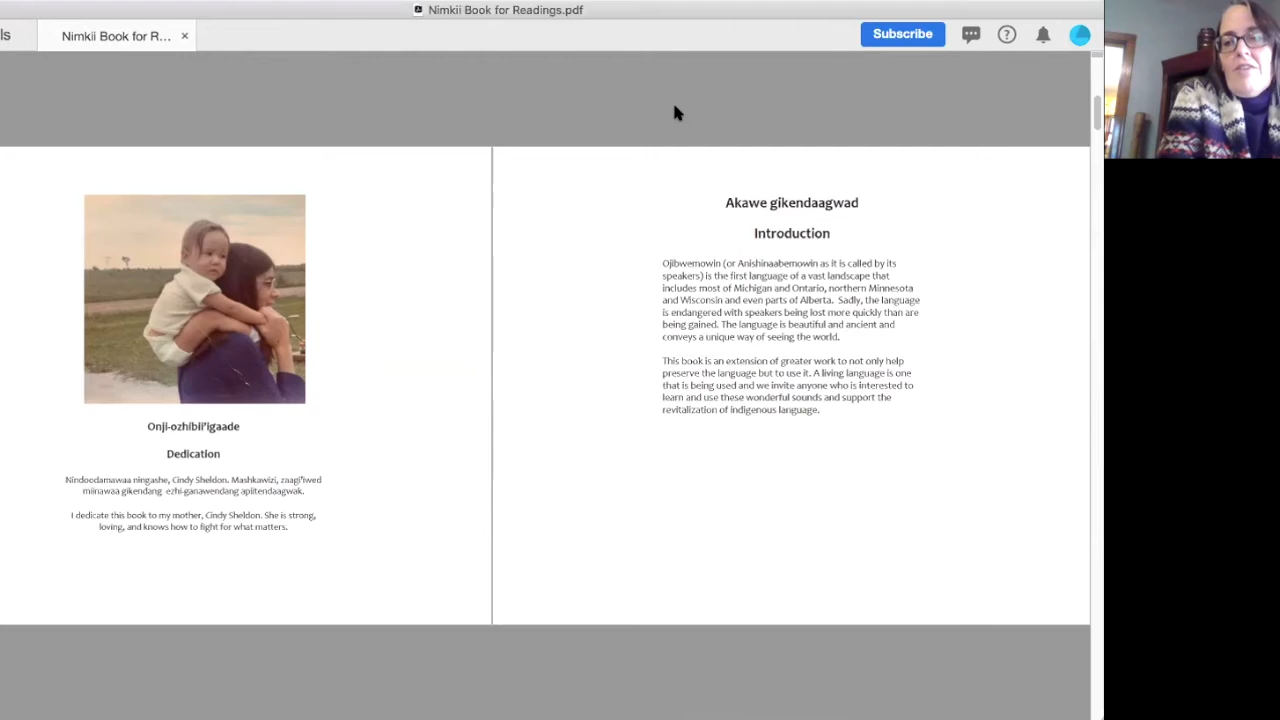 Nimkii Book for Readings.pdf
ls
Nimkii Book for R... ×
Subscribe
Onji-ozhibii'igaade
Dedication
Nindoodamawaa ningashe, Cindy Sheldon. Mashkawizi, zaagi'iwed
miinawaa gikendang ezhi-ganawendang apiitendaagwak.
I dedicate this book to my mother, Cindy Sheldon. She is strong,
loving, and knows how to fight for what matters.
Akawe gikendaagwad
Introduction
Ojibwemowin (or Anishinaabemowin as it is called by its
speakers) is the first language of a vast landscape that
includes most of Michigan and Ontario, northern Minnesota
and Wisconsin and even parts of Alberta. Sadly, the language
is endangered with speakers being lost more quickly than are
being gained. The language is beautiful and ancient and
conveys a unique way of seeing the world.
This book is an extension of greater work to not only help
preserve the language but to use it. A living language is one
that is being used and we invite anyone who is interested to
learn and use these wonderful sounds and support the
revitalization of indigenous language.